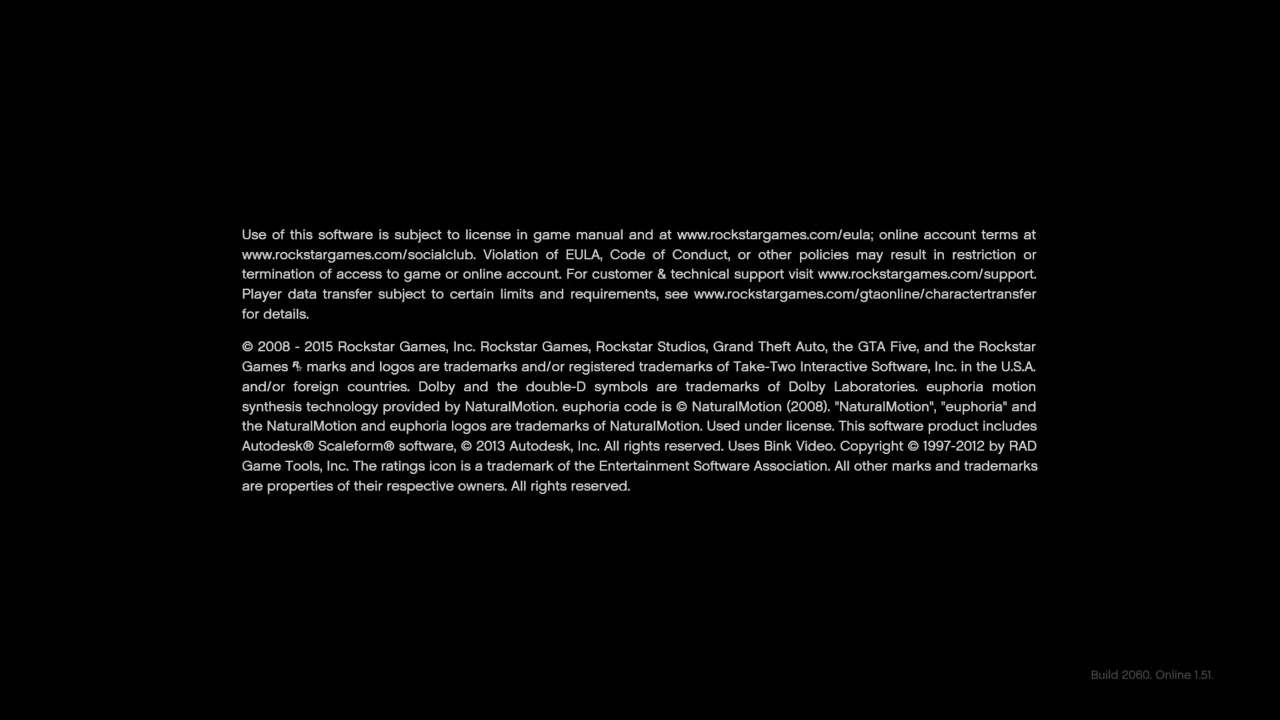 Use of this software is subject to license in game manual and at www.rockstargames.com/eula; online account terms at
www.rockstargames.com/socialclub. Violation of EULA, Code of Conduct, or other policies may result in restriction or
termination of access to game or online account. For customer & technical support visit www.rockstargames.com/support.
Player data transfer subject to certain limits and requirements, see www.rockstargames.com/gtaonline/charactertransfer
for details.
© 2008 - 2015 Rockstar Games, Inc. Rockstar Games, Rockstar Studios, Grand Theft Auto, the GTA Five, and the Rockstar
Games R* marks and logos are trademarks and/or registered trademarks of Take-Two Interactive Software, Inc. in the U.S.A.
and/or foreign countries. Dolby and the double-D symbols are trademarks of Dolby Laboratories. euphoria motion
synthesis technology provided by NaturalMotion. euphoria code is © NaturalMotion (2008). "NaturalMotion", "euphoria" and
the NaturalMotion and euphoria logos are trademarks of NaturalMotion. Used under license. This software product includes
Autodesk® Scaleform® software, © 2013 Autodesk, Inc. All rights reserved. Uses Bink Video. Copyright © 1997-2012 by RAD
Game Tools, Inc. The ratings icon is a trademark of the Entertainment Software Association. All other marks and trademarks
are properties of their respective owners. All rights reserved.
Build 2060. Online 1.51.